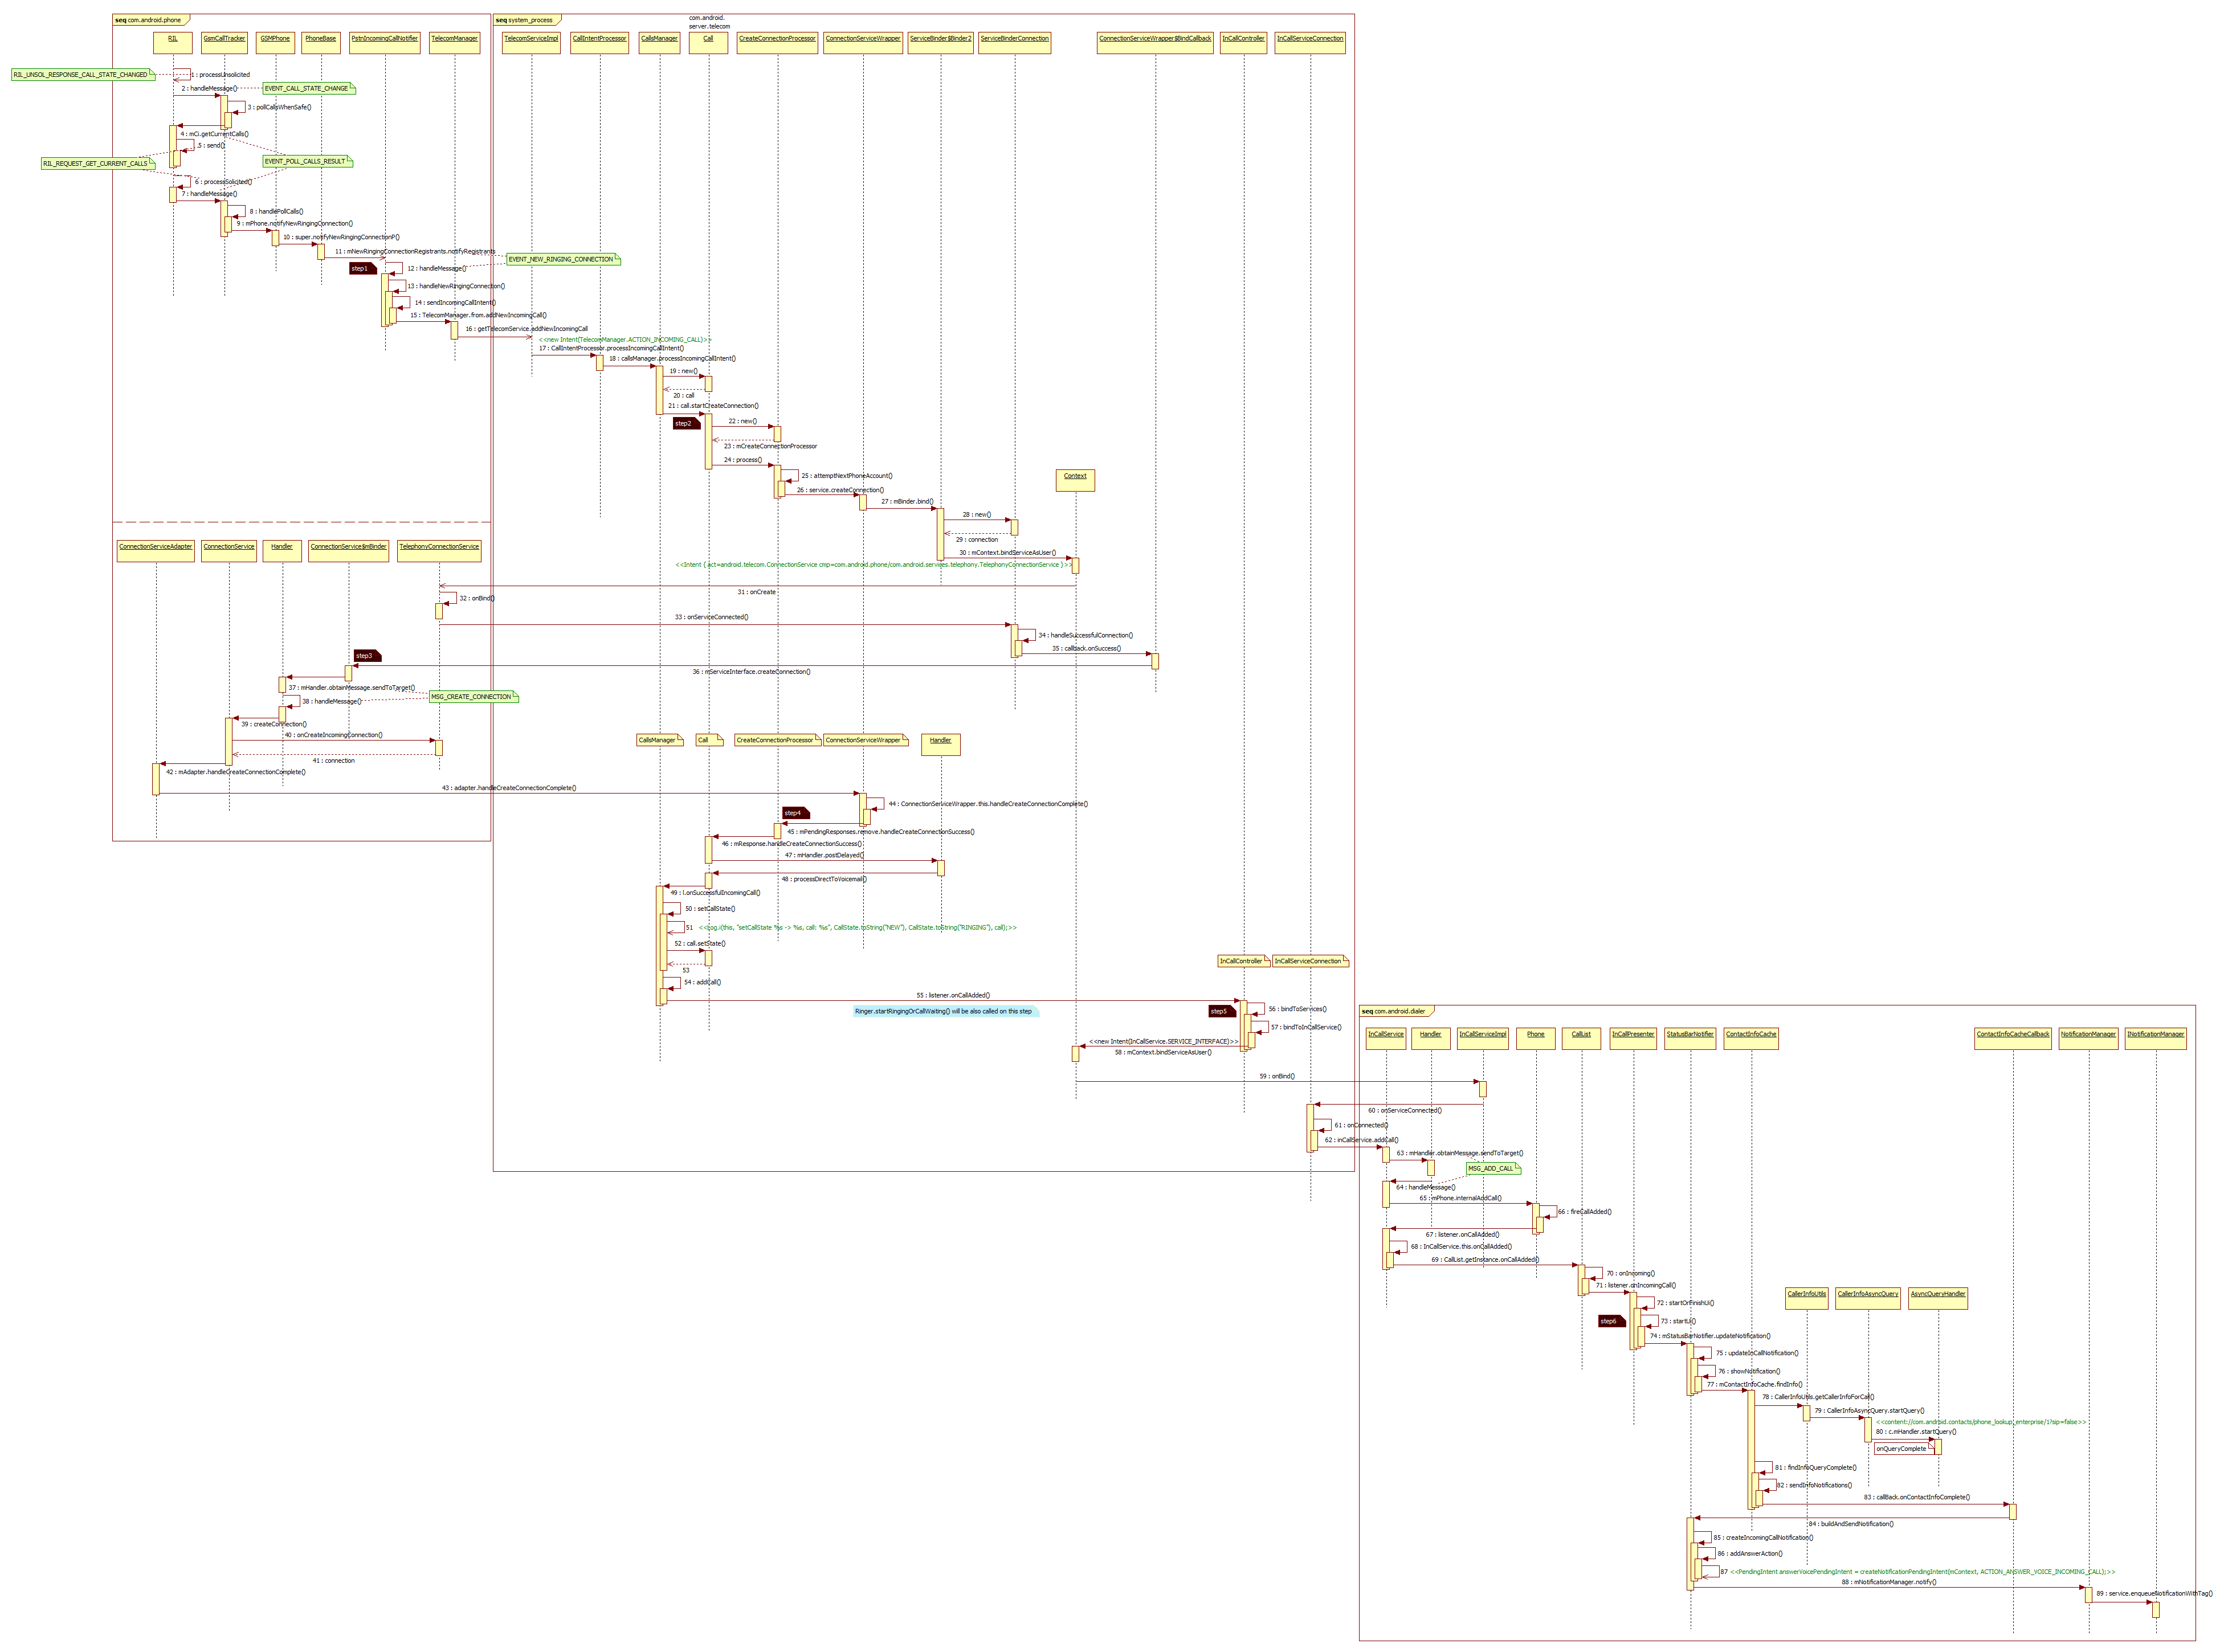 seq com.android.phone
seq system_process
com.android.
server.telecom
RIL
GsmCallTracker
GSMPhone
PhoneBase
PstnIncomingCallNotifier
TelecomManager
TelecomServiceImpl
CallIntentProcessor
CallsManager
Call
CreateConnectionProcessor
ConnectionServiceWrapper
ServiceBinder$Binder2
ServiceBinderConnection
ConnectionServiceWrapper$BindCallback
InCallController
InCallServiceConnection
RIL_UNSOL_RESPONSE_CALL_STATE_CHANGED
1 : processUnsolicited
2 : handleMessage()
EVENT_CALL_STATE_CHANGE
3 : pollCallsWhenSafe()
4 : mCi.getCurrentCalls()
5 : send()
RIL_REQUEST_GET_CURRENT_CALLS
EVENT_POLL_CALLS_RESULT
6 : processSolicited()
7 : handleMessage()
8 : handlePollCalls()
9 : mPhone.notifyNewRingingConnection()
10 : super.notifyNewRingingConnectionP()
11 : mNewRingingConnectionRegistrants.notifyRegistrants
EVENT_NEW_RINGING_CONNECTION
step1
12 : handleMessage()
13 : handleNewRingingConnection()
14 : sendIncomingCallIntent()
15 : TelecomManager.from.addNewIncomingCall()
16 : getTelecomService.addNewIncomingCall
<<new Intent(TelecomManager.ACTION_INCOMING_CALL)>>
17 : CallIntentProcessor.processIncomingCallIntent()
18 : callsManager.processIncomingCallIntent()
19 : new()
20 : call
21 : call.startCreateConnection()
step2
22 : new()
23 : mCreateConnectionProcessor
24 : process()
25 : attemptNextPhoneAccount()
Context
26 : service.createConnection()
27 : mBinder.bind()
28 : new()
29 : connection
30 : mContext.bindServiceAsUser()
<<Intent { act=android.telecom.ConnectionService cmp=com.android.phone/com.android.services.telephony.TelephonyConnectionService }>>
ConnectionServiceAdapter
ConnectionService
Handler
ConnectionService$mBinder
TelephonyConnectionService
31 : onCreate
32 : onBind()
33 : onServiceConnected()
34 : handleSuccessfulConnection()
35 : callback.onSuccess()
step3
36 : mServiceInterface.createConnection()
37 : mHandler.obtainMessage.sendToTarget()
MSG_CREATE_CONNECTION
38 : handleMessage()
39 : createConnection()
40 : onCreateIncomingConnection()
41 : connection
42 : mAdapter.handleCreateConnectionComplete()
CallsManager
Call
CreateConnectionProcessor
ConnectionServiceWrapper
Handler
43 : adapter.handleCreateConnectionComplete()
44 : ConnectionServiceWrapper.this.handleCreateConnectionComplete()
step4
45 : mPendingResponses.remove.handleCreateConnectionSuccess()
46 : mResponse.handleCreateConnectionSuccess()
47 : mHandler.postDelayed()
48 : processDirectToVoicemail()
49 : l.onSuccessfulIncomingCall()
50 : setCallState()
51 <<Log.i(this, "setCallState %s -> %s, call: %s", CallState.toString("NEW"), CallState.toString("RINGING"), call);>>
52 : call.setState()
53
InCallController
InCallServiceConnection
54 : addCall()
55 : listener.onCallAdded()
Ringer.startRingingOrCallWaiting() will be also called on this step
step5
56 : bindToServices()
57 : bindToInCallService()
<<new Intent(InCallService.SERVICE_INTERFACE)>>
58 : mContext.bindServiceAsUser()
seq com.android.dialer
InCallService
Handler
InCallServiceImpl
Phone
CallList
InCallPresenter
StatusBarNotifier
ContactInfoCache
ContactInfoCacheCallback
NotificationManager
INotificationManager
59 : onBind()
60 : onServiceConnected()
61 : onConnected()
62 : inCallService.addCall()
63 : mHandler.obtainMessage.sendToTarget()
MSG_ADD_CALL
64 : handleMessage()
65 : mPhone.internalAddCall()
66 : fireCallAdded()
67 : listener.onCallAdded()
68 : InCallService.this.onCallAdded()
69 : CallList.getInstance.onCallAdded()
70 : onIncoming()
71 : listener.onIncomingCall()
CallerInfoUtils
CallerInfoAsyncQuery
AsyncQueryHandler
72 : startOrFinishUi()
step6
73 : startUi()
74 : mStatusBarNotifier.updateNotification()
75 : updateInCallNotification()
76 : showNotification()
77 : mContactInfoCache.findInfo()
78 : CallerInfoUtils.getCallerInfoForCall()
79 : CallerInfoAsyncQuery.startQuery()
<<content://com.android.contacts/phone_lookup_enterprise/1?sip=false>>
80 : c.mHandler.startQuery()
onQueryComplete
81 : findInfoQueryComplete()
82 : sendInfoNotifications()
83 : callBack.onContactInfoComplete()
84 : buildAndSendNotification()
85 : createIncomingCallNotification()
86 : addAnswerAction()
87 <<PendingIntent answerVoicePendingIntent = createNotificationPendingIntent(mContext, ACTION_ANSWER_VOICE_INCOMING_CALL);>>
88 : mNotificationManager.notify()
89 : service.enqueueNotificationWithTag()